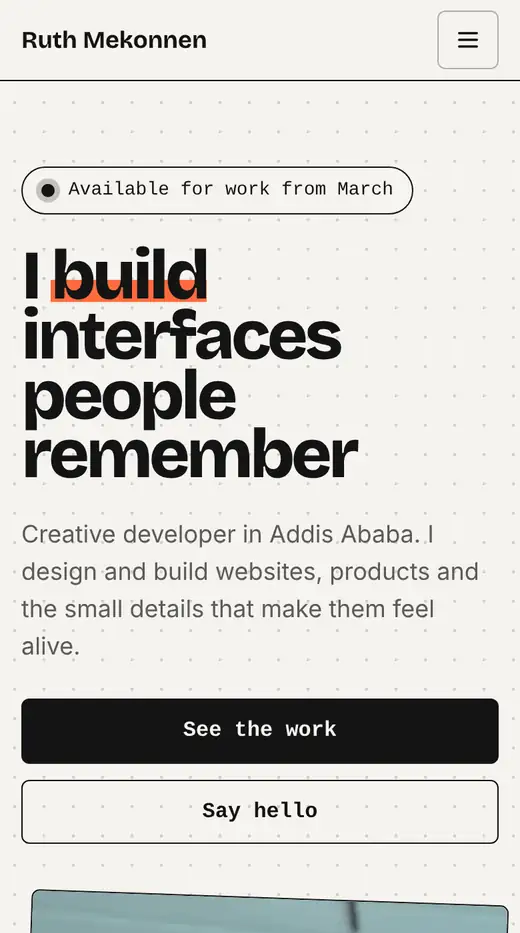 Ruth Mekonnen
Available for work from March
I build
interfaces
people
remember
Creative developer in Addis Ababa. I
design and build websites, products and
the small details that make them feel
alive.
See the work
Say hello